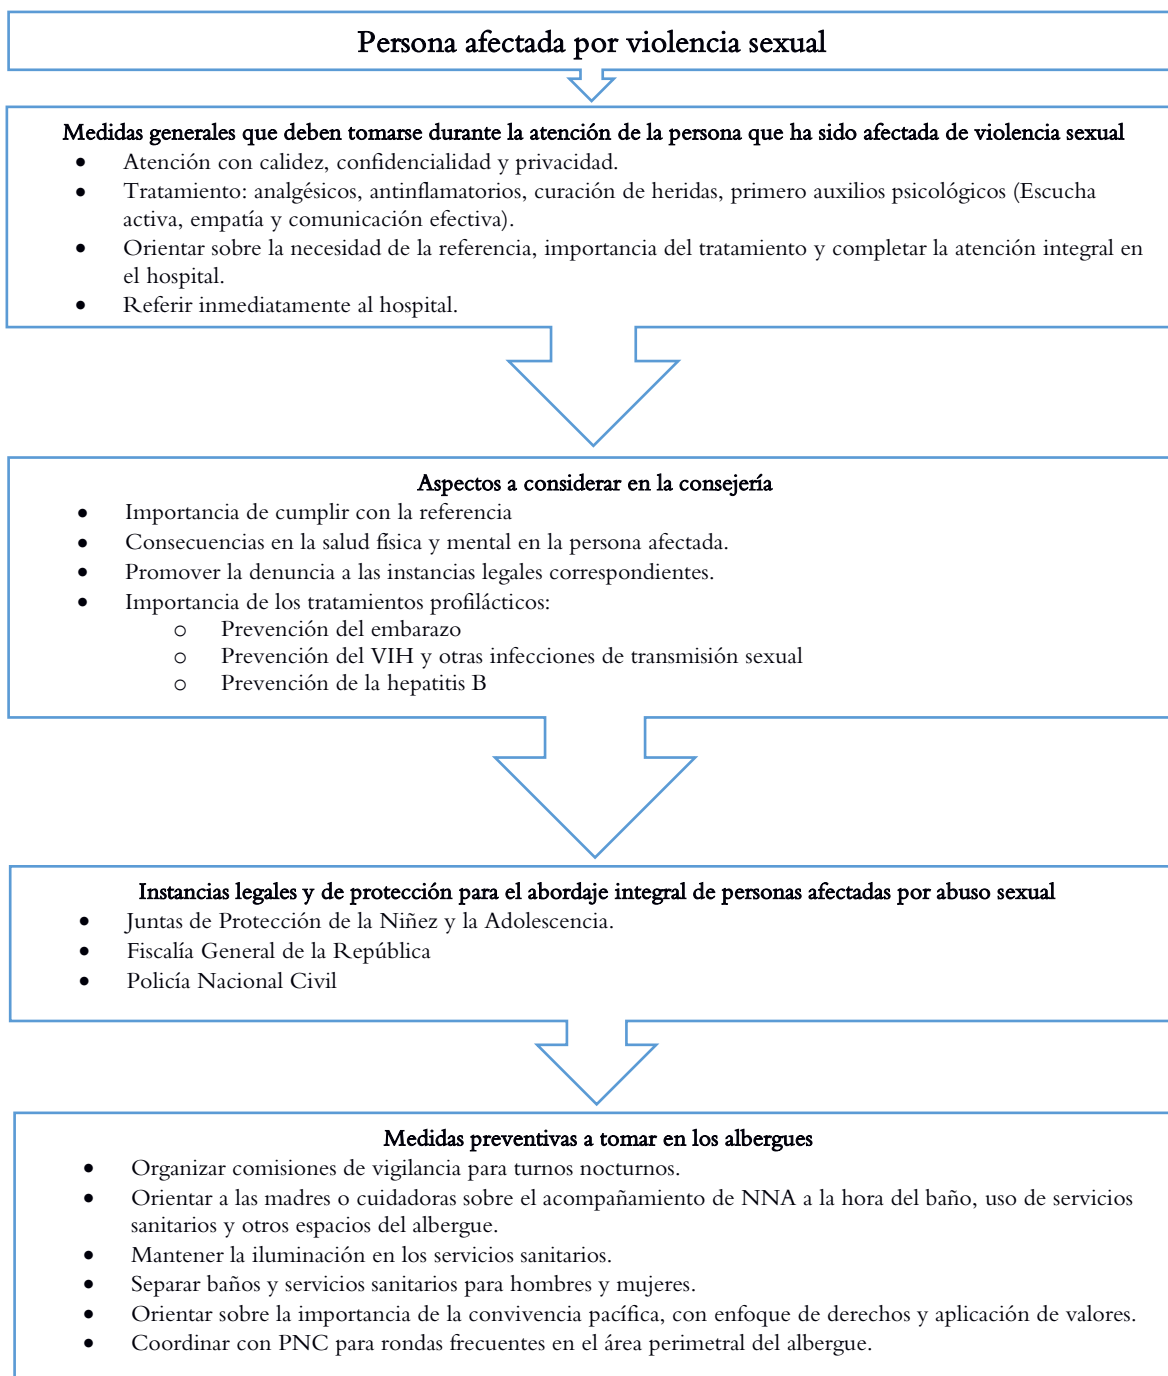 Persona afectada por violencia sexual
Medidas generales que deben tomarse durante la atención de la persona que ha sido afectada de violencia sexual
• Atención con calidez, confidencialidad y privacidad.
• Tratamiento: analgésicos, antinflamatorios, curación de heridas, primero auxilios psicológicos (Escucha
activa, empatía y comunicación efectiva).
• Orientar sobre la necesidad de la referencia, importancia del tratamiento y completar la atención integral en
el hospital.
• Referir inmediatamente al hospital.
Aspectos a considerar en la consejería
• Importancia de cumplir con la referencia
• Consecuencias en la salud física y mental en la persona afectada.
• Promover la denuncia a las instancias legales correspondientes.
• Importancia de los tratamientos profilácticos:
o Prevención del embarazo
o Prevención del VIH y otras infecciones de transmisión sexual
o Prevención de la hepatitis B
Instancias legales y de protección para el abordaje integral de personas afectadas por abuso sexual
• Juntas de Protección de la Niñez y la Adolescencia.
• Fiscalía General de la República
• Policía Nacional Civil
Medidas preventivas a tomar en los albergues
• Organizar comisiones de vigilancia para turnos nocturnos.
• Orientar a las madres o cuidadoras sobre el acompañamiento de NNA a la hora del baño, uso de servicios
sanitarios y otros espacios del albergue.
• Mantener la iluminación en los servicios sanitarios.
• Separar baños y servicios sanitarios para hombres y mujeres.
• Orientar sobre la importancia de la convivencia pacífica, con enfoque de derechos y aplicación de valores.
• Coordinar con PNC para rondas frecuentes en el área perimetral del albergue.